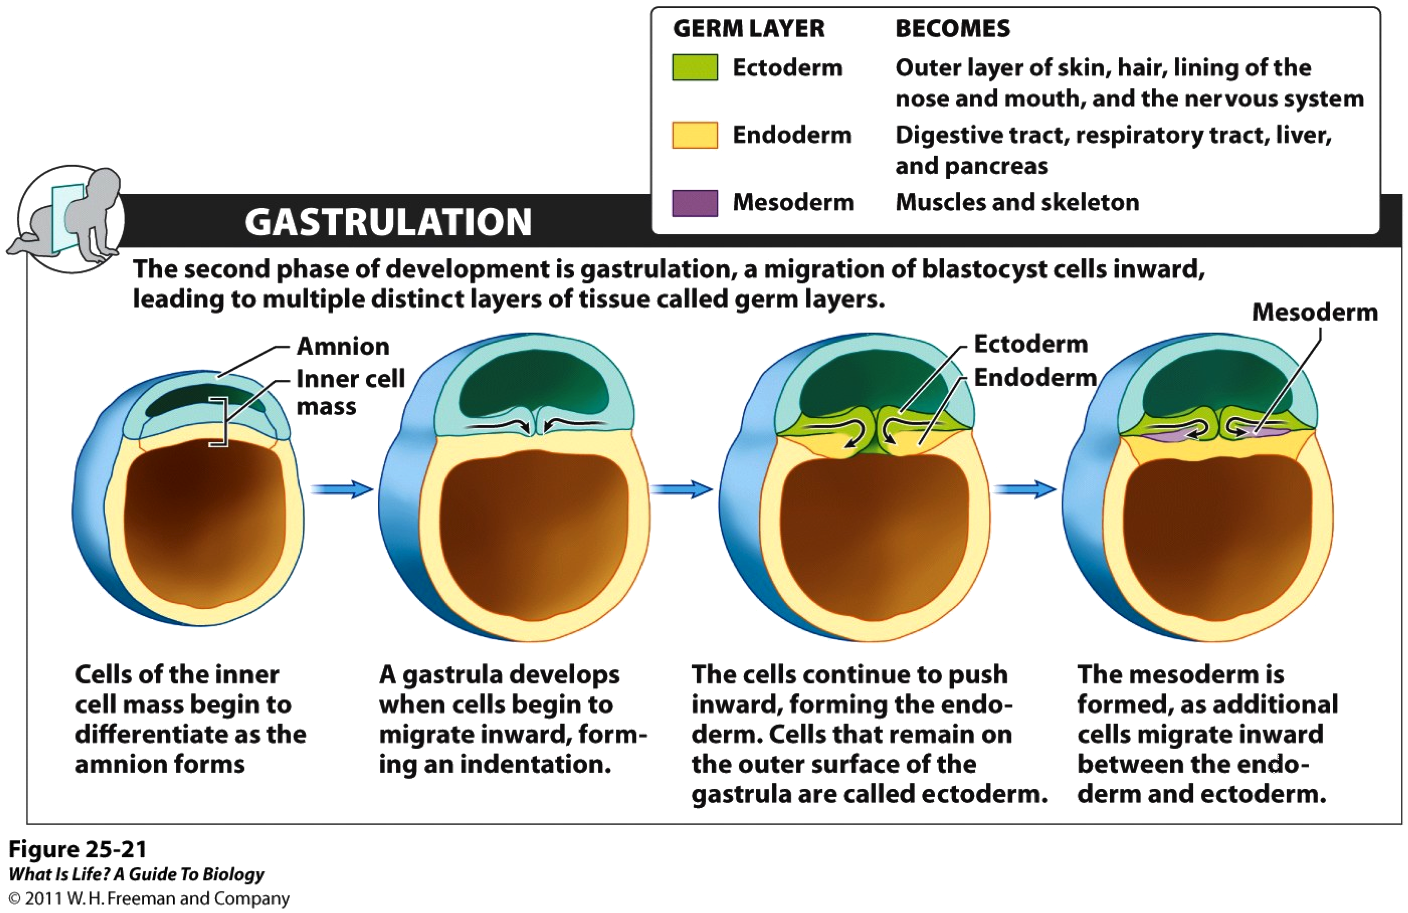 GERM LAYER BECOMES
Ectoderm Outer layer of skin, hair, lining of the
nose and mouth, and the nervous system
Endoderm Digestive tract, respiratory tract, liver,
and pancreas
Mesoderm Muscles and skeleton
GASTRULATION
The second phase of development is gastrulation, a migration of blastocyst cells inward,
leading to multiple distinct layers of tissue called germ layers.
Amnion
Inner cell
mass
Ectoderm
Endoderm
Mesoderm
Cells of the inner
cell mass begin to
differentiate as the
amnion forms
A gastrula develops
when cells begin to
migrate inward, form-
ing an indentation.
The cells continue to push
inward, forming the endo-
derm. Cells that remain on
the outer surface of the
gastrula are called ectoderm.
The mesoderm is
formed, as additional
cells migrate inward
between the endo-
derm and ectoderm.
Figure 25-21
What Is Life? A Guide To Biology
© 2011 W. H. Freeman and Company